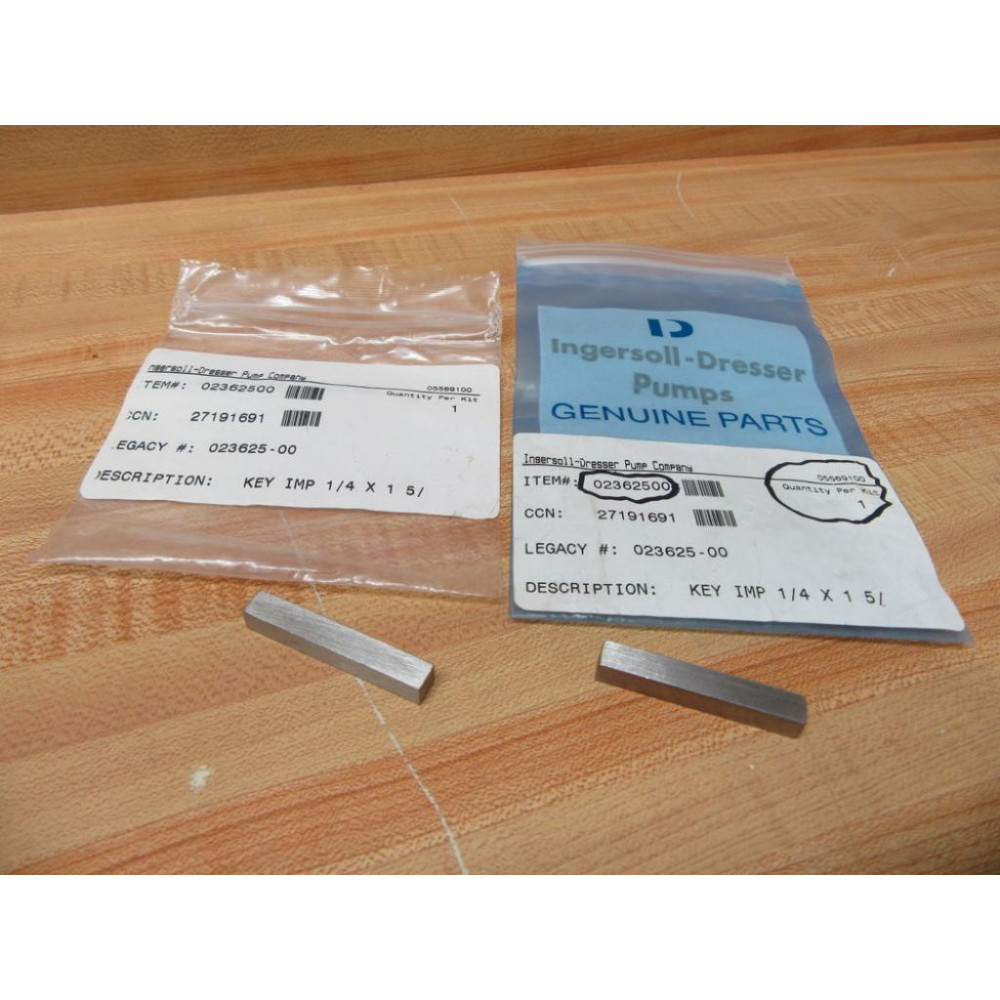 Ingersoll-Dresser Pump Company
TEM#: 02362500
05569100
Quantity Per Kit
1
CN: 27191691
LEGACY #: 023625-00
DESCRIPTION: KEY IMP 1/4 X 1 5/
ID
Ingersoll-Dresser
Pumps
GENUINE PARTS
Ingersoll-Dresser Pump Company
ITEM#: 02362500
05569100
Quantity Per Kit
1
CCN: 27191691
LEGACY #: 023625-00
DESCRIPTION: KEY IMP 1/4 X 1 5/